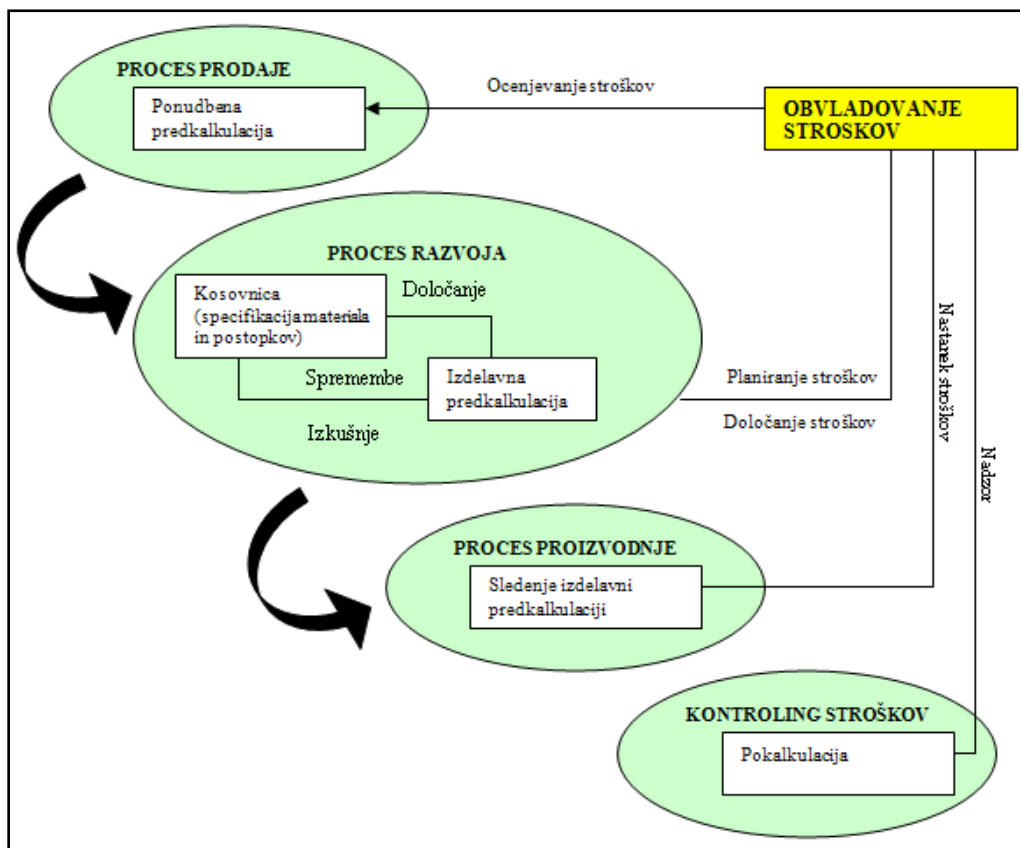 PROCES PRODAJE
Ponudbena
predkalkulacija
Ocenjevanje stroškov
OBVLADOVANJE
STROSKOV
PROCES RAZVOJA
Kosovnica
(specifikacija materiala
in postopkov)
Določanje
Spremembe
Izkušnje
Izdelavna
predkalkulacija
Planiranje stroškov
Določanje stroškov
Nastanek stroškov
Nadzor
PROCES PROIZVODNJE
Sledenje izdelavni
predkalkulaciji
KONTROLING STROŠKOV
Pokalkulacija